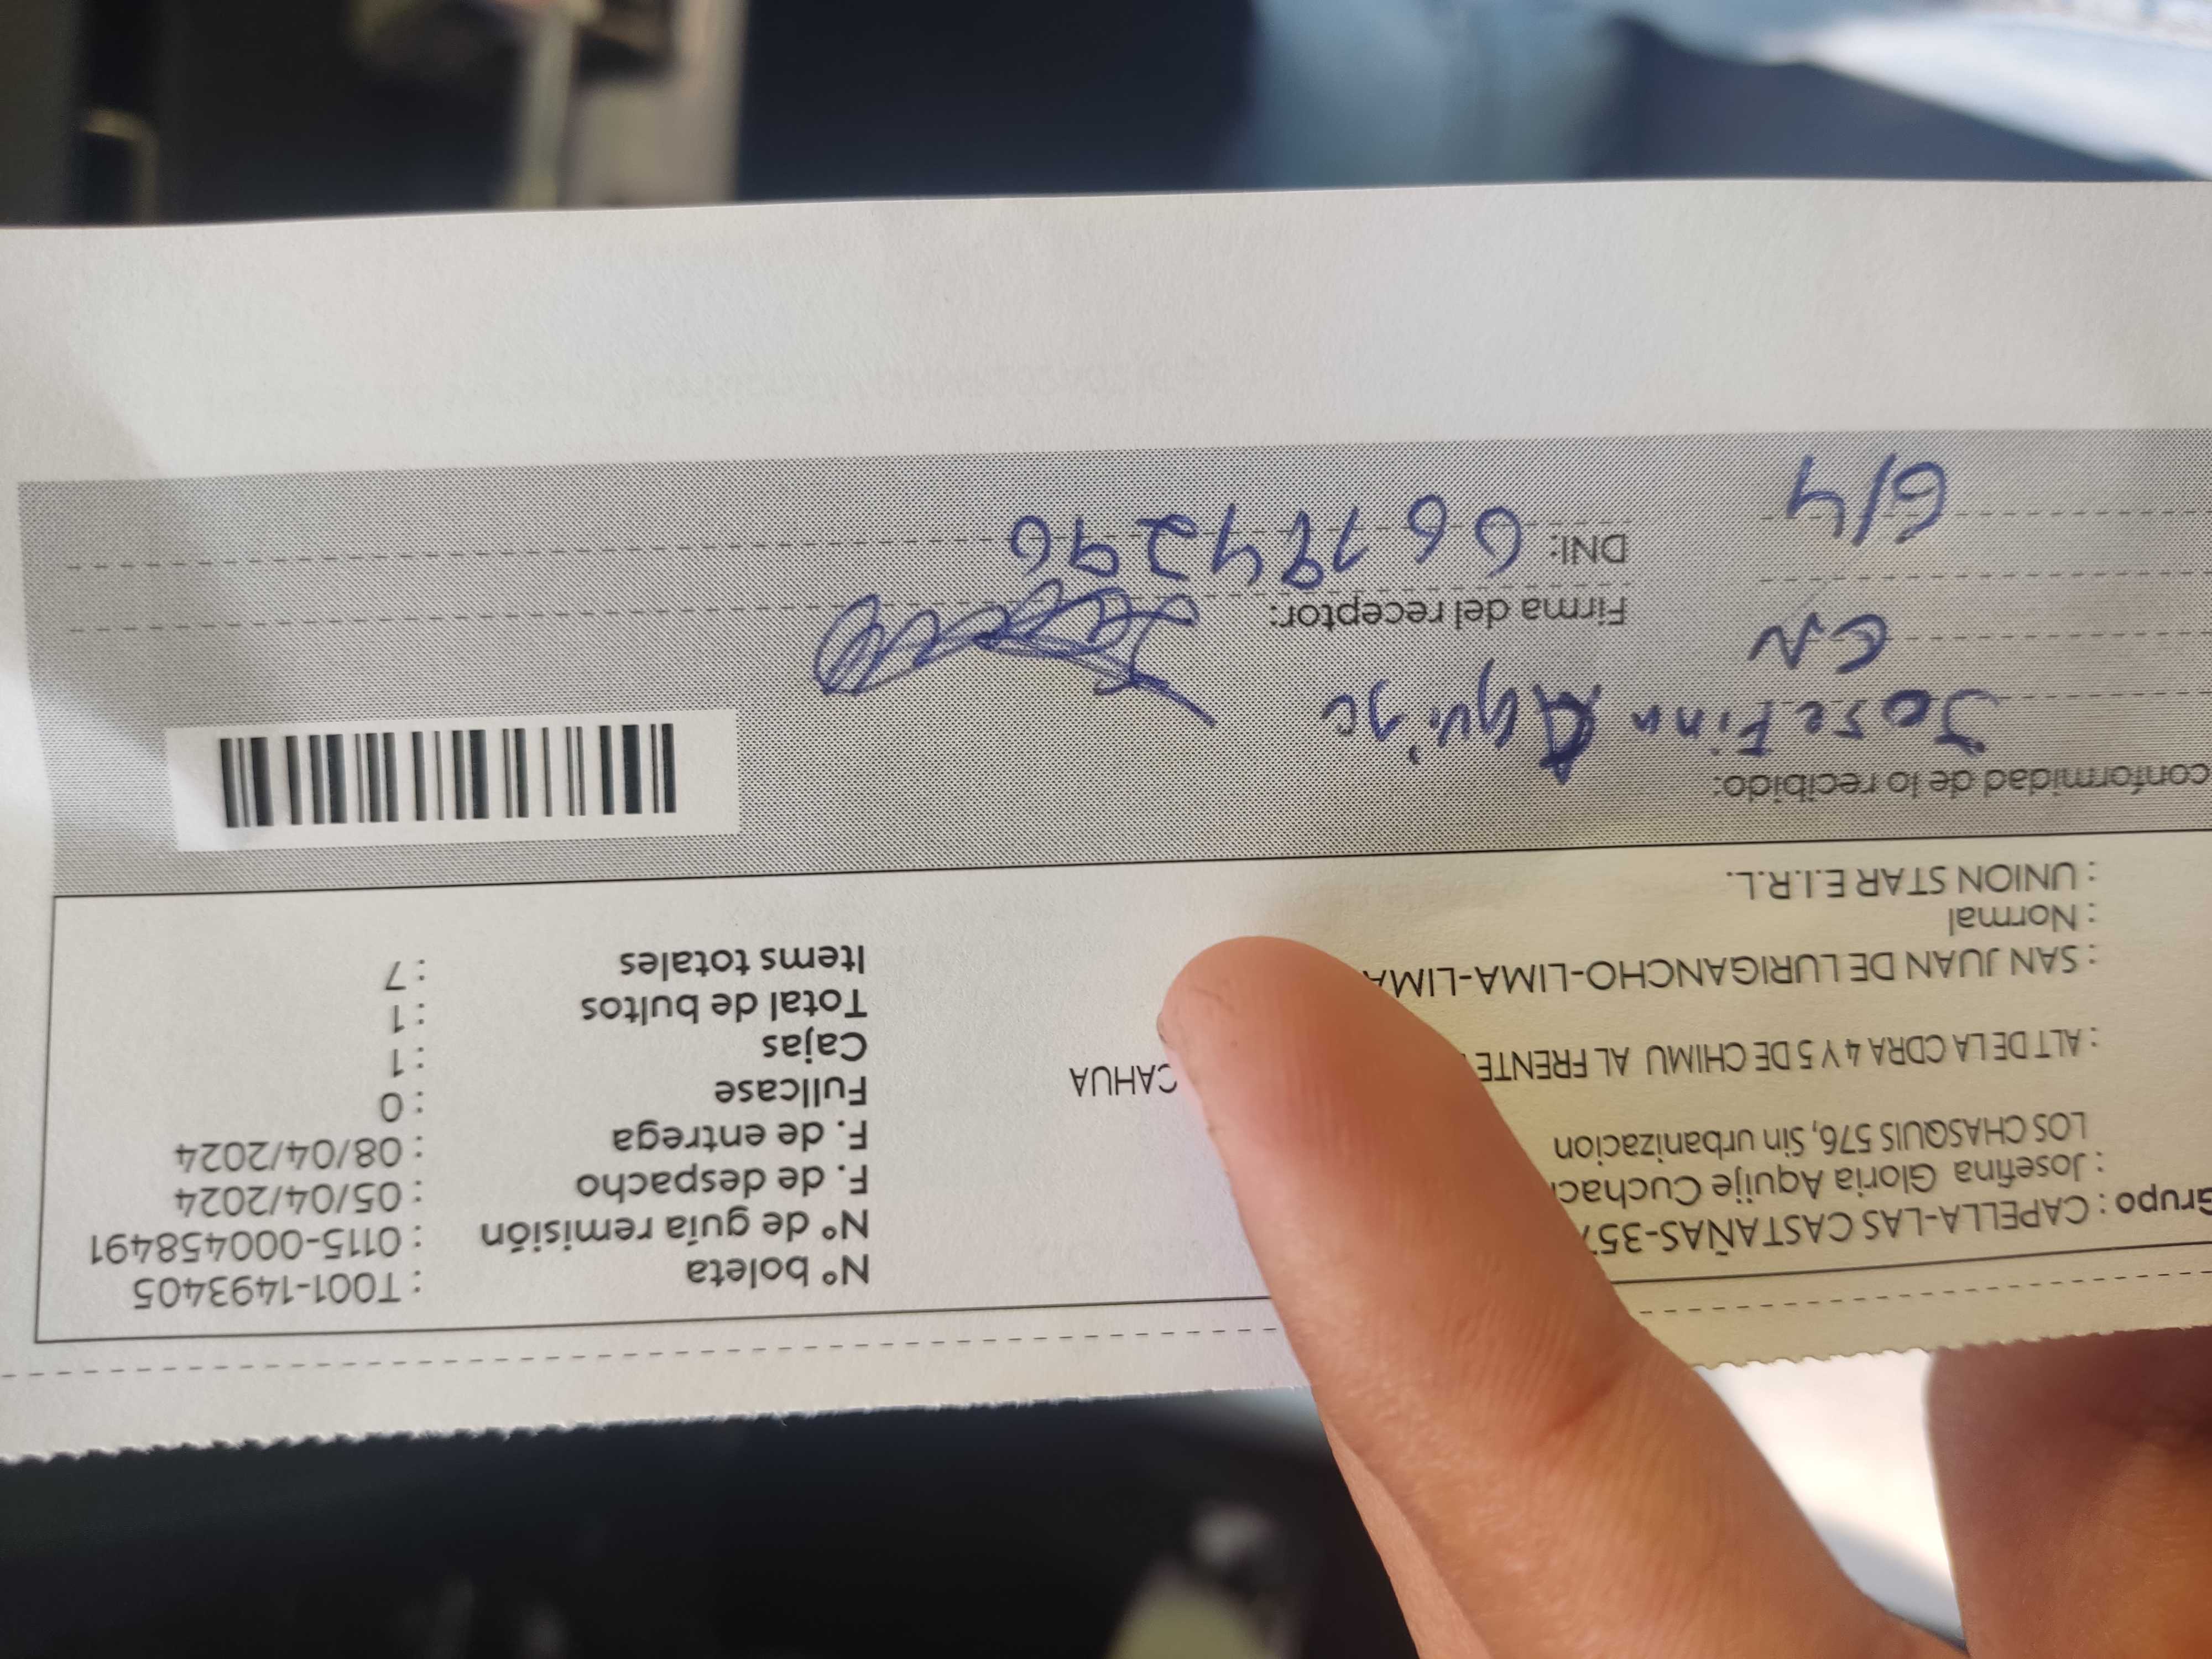 Grupo : CAPELLA-LAS CASTAÑAS-357
: Josefina Gloria Aquije Cuchac
LOS CHASQUIS 576, Sin urbanizacion
: ALT DE LA CDRA 4 Y 5 DE CHIMU AL FRENTE CAHUA
: SAN JUAN DE LURIGANCHO-LIMA-LIMA
: Normal
: UNION STAR E.I.R.L.
N° boleta : T001-1493405
N° de guía remisión : 0115-000458491
F. de despacho : 05/04/2024
F. de entrega : 08/04/2024
Fullcase : 0
Cajas : 1
Total de bultos : 1
Items totales : 7
conformidad de lo recibido:
Josefina Aquije
CN
Firma del receptor:
6/4
DNI: